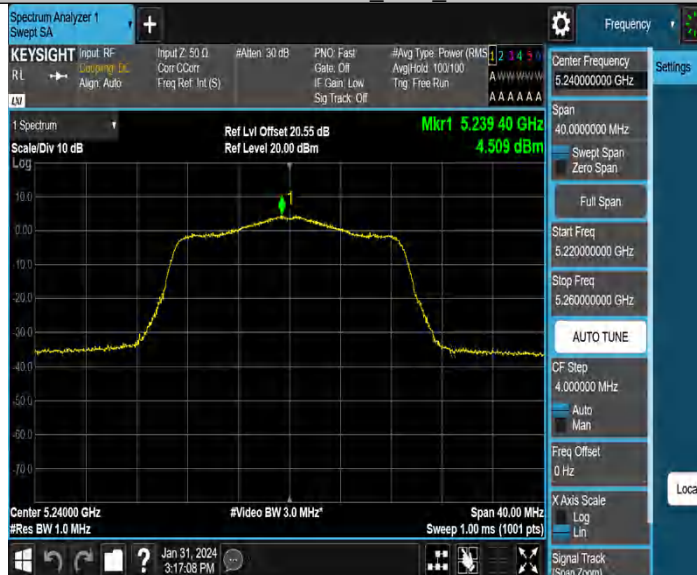 Spectrum Analyzer 1
Swept SA
+
Frequency
KEYSIGHT
RL
LXI
Input: RF
Coupling: DC
Align: Auto
Input Z: 50 Ω
Corr CCorr
Freq Ref: Int (S)
#Atten: 30 dB
PNO: Fast
Gate: Off
IF Gain: Low
Sig Track: Off
#Avg Type: Power (RMS
Avg|Hold: 100/100
Trig: Free Run
1 2 3 4 5 6
A W W W W W
A A A A A A
Settings
1 Spectrum
Scale/Div 10 dB
Log
Ref Lvl Offset 20.55 dB
Ref Level 20.00 dBm
Mkr1 5.239 40 GHz
4.509 dBm
1
10.0
0.00
-10.0
-20.0
-30.0
-40.0
-50.0
-60.0
-70.0
Center 5.24000 GHz
#Res BW 1.0 MHz
#Video BW 3.0 MHz*
Span 40.00 MHz
Sweep 1.00 ms (1001 pts)
Center Frequency
5.240000000 GHz
Span
40.0000000 MHz
Swept Span
Zero Span
Full Span
Start Freq
5.220000000 GHz
Stop Freq
5.260000000 GHz
AUTO TUNE
CF Step
4.000000 MHz
Auto
Man
Freq Offset
0 Hz
X Axis Scale
Log
Lin
Signal Track
(Span Zoom)
Loca
?
Jan 31, 2024
3:17:08 PM